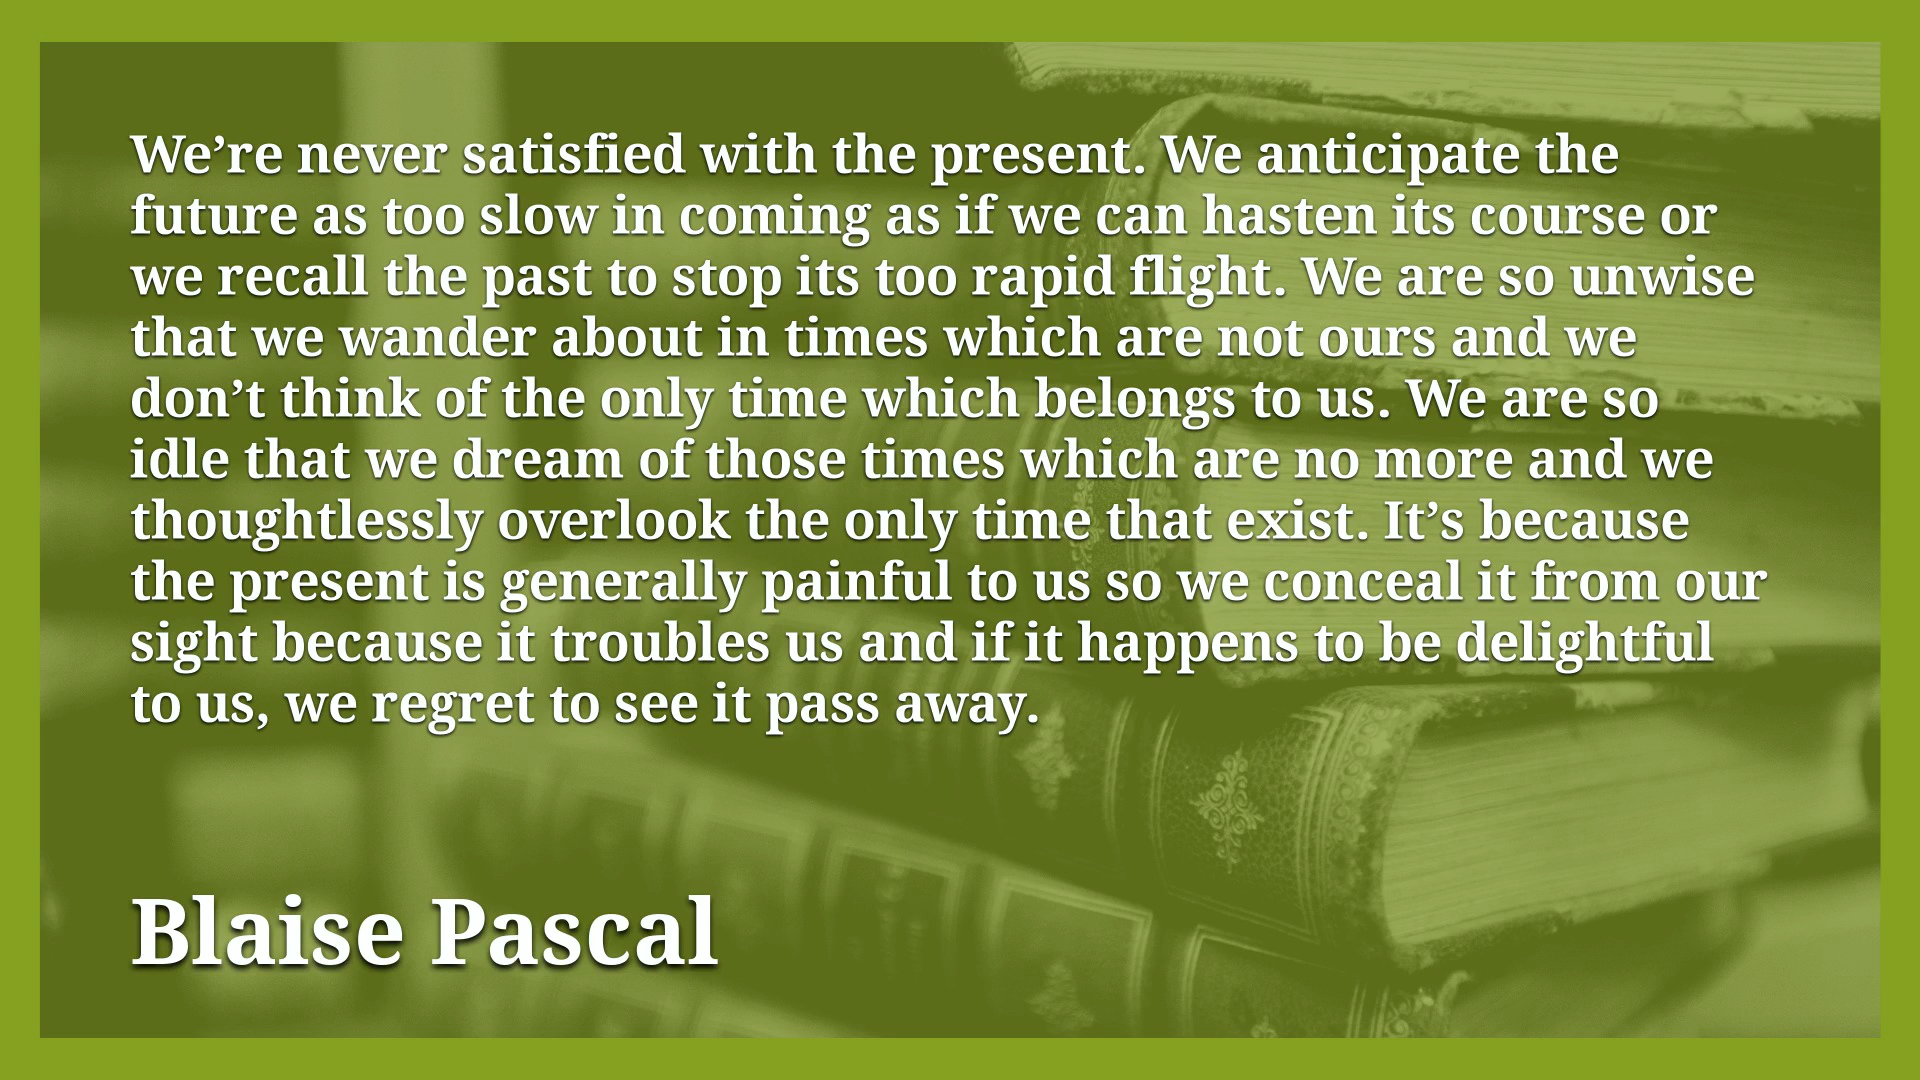 We’re never satisfied with the present. We anticipate the
future as too slow in coming as if we can hasten its course or
we recall the past to stop its too rapid flight. We are so unwise
that we wander about in times which are not ours and we
don’t think of the only time which belongs to us. We are so
idle that we dream of those times which are no more and we
thoughtlessly overlook the only time that exist. It’s because
the present is generally painful to us so we conceal it from our
sight because it troubles us and if it happens to be delightful
to us, we regret to see it pass away.
Blaise Pascal